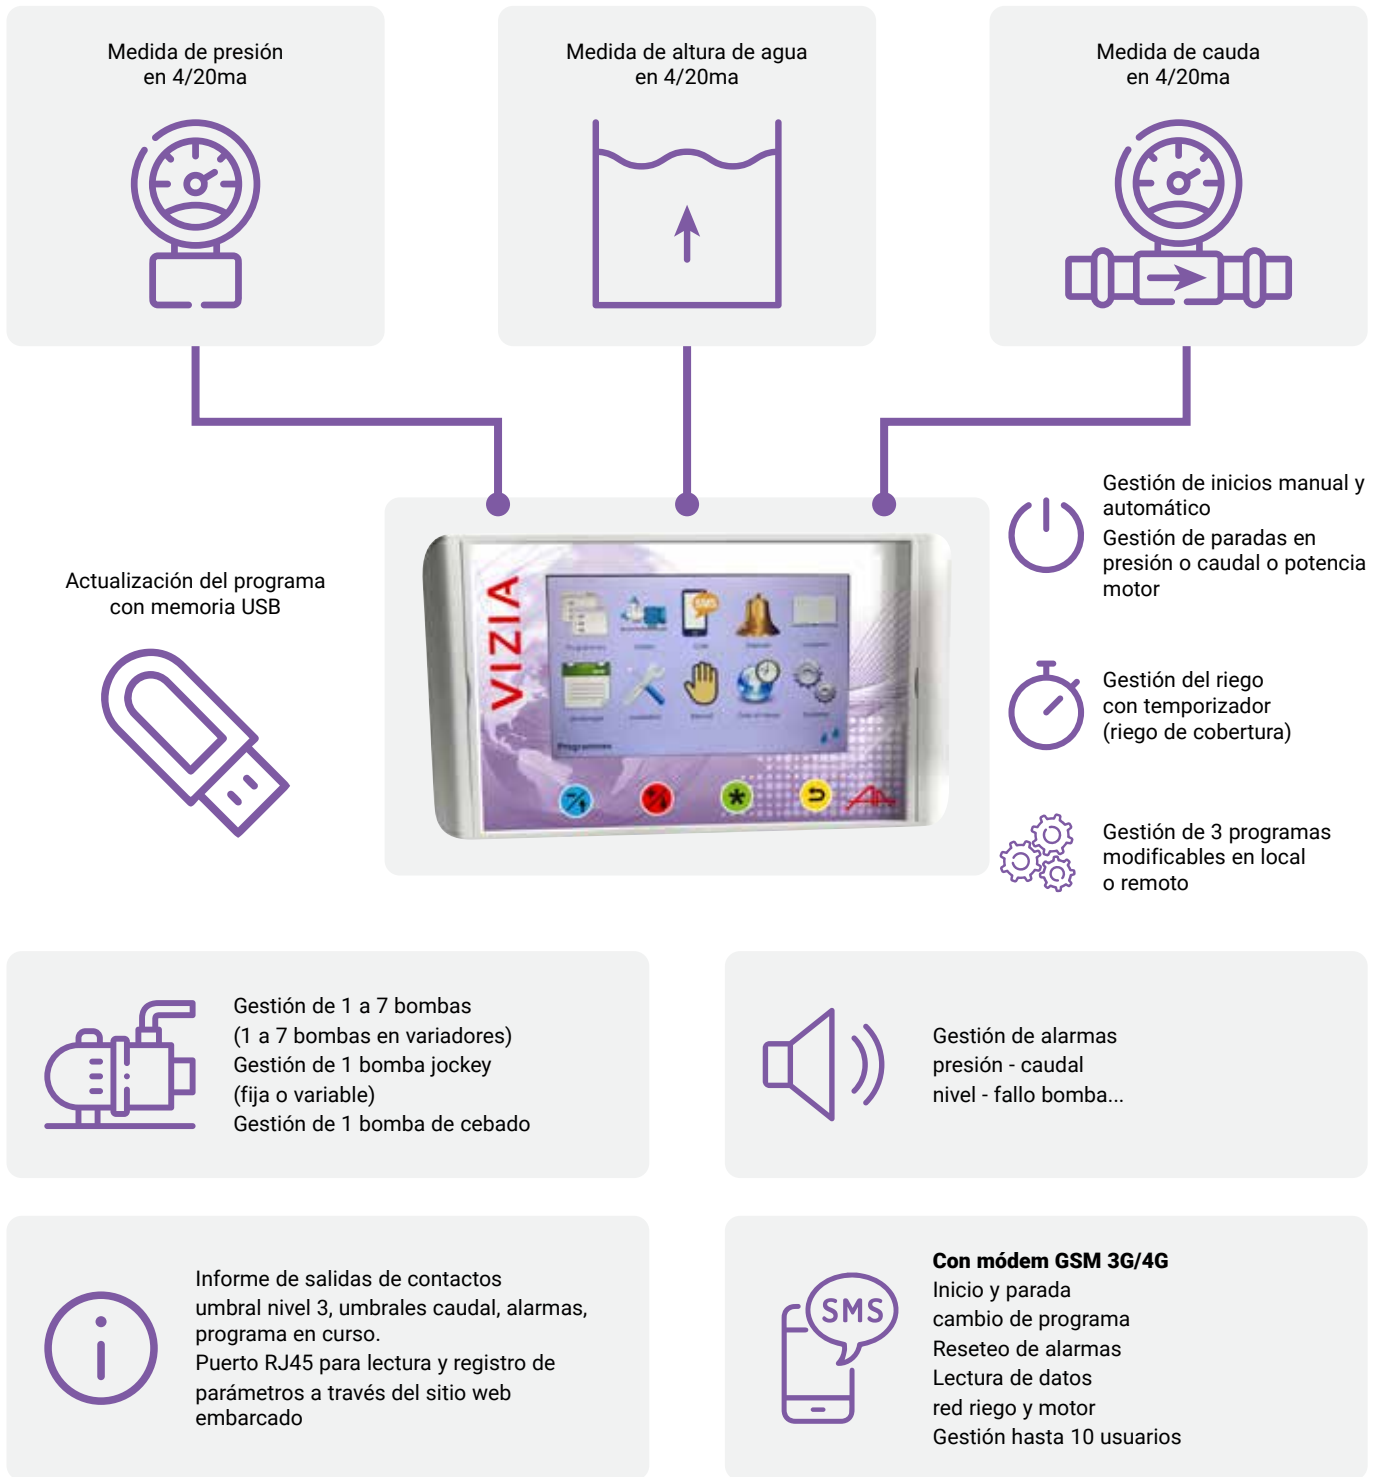 Medida de presión
en 4/20ma
Medida de altura de agua
en 4/20ma
Medida de cauda
en 4/20ma
Gestión de inicios manual y
automático
Gestión de paradas en
presión o caudal o potencia
motor
Actualización del programa
con memoria USB
VIZIA
SMS
Programmes
Gestión del riego
con temporizador
(riego de cobertura)
Gestión de 3 programas
modificables en local
o remoto
Gestión de 1 a 7 bombas
(1 a 7 bombas en variadores)
Gestión de 1 bomba jockey
(fija o variable)
Gestión de 1 bomba de cebado
Gestión de alarmas
presión - caudal
nivel - fallo bomba...
Informe de salidas de contactos
umbral nivel 3, umbrales caudal, alarmas,
programa en curso.
Puerto RJ45 para lectura y registro de
parámetros a través del sitio web
embarcado
SMS
Con módem GSM 3G/4G
Inicio y parada
cambio de programa
Reseteo de alarmas
Lectura de datos
red riego y motor
Gestión hasta 10 usuarios